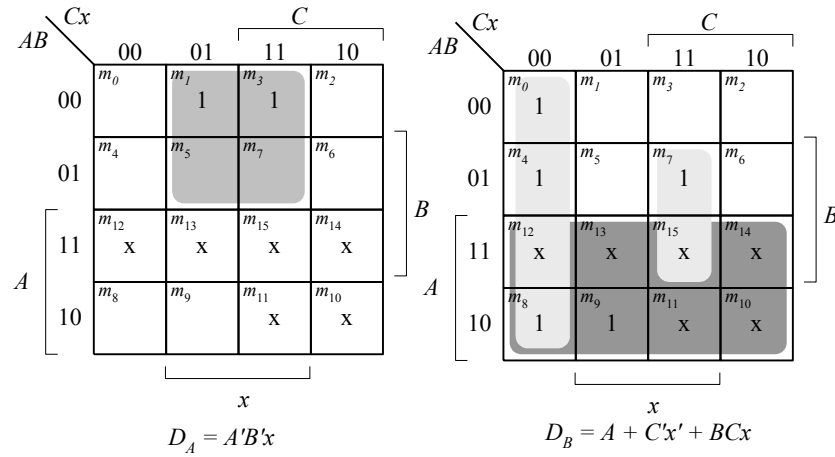 Cx C Cx C
AB 00 01 11 10 AB 00 01 11 10
m0 m1 m3 m2 m0 m1 m3 m2
00 1 1 00 1
m4 m5 m7 m6 m4 m5 m7 m6
01 01 1 1
B B
m12 m13 m15 m14 m12 m13 m15 m14
11 x x x x 11 x x x x
A A
m8 m9 m11 m10 m8 m9 m11 m10
10 x x 10 1 1 x x
x x
DA = A'B'x DB = A + C'x' + BCx